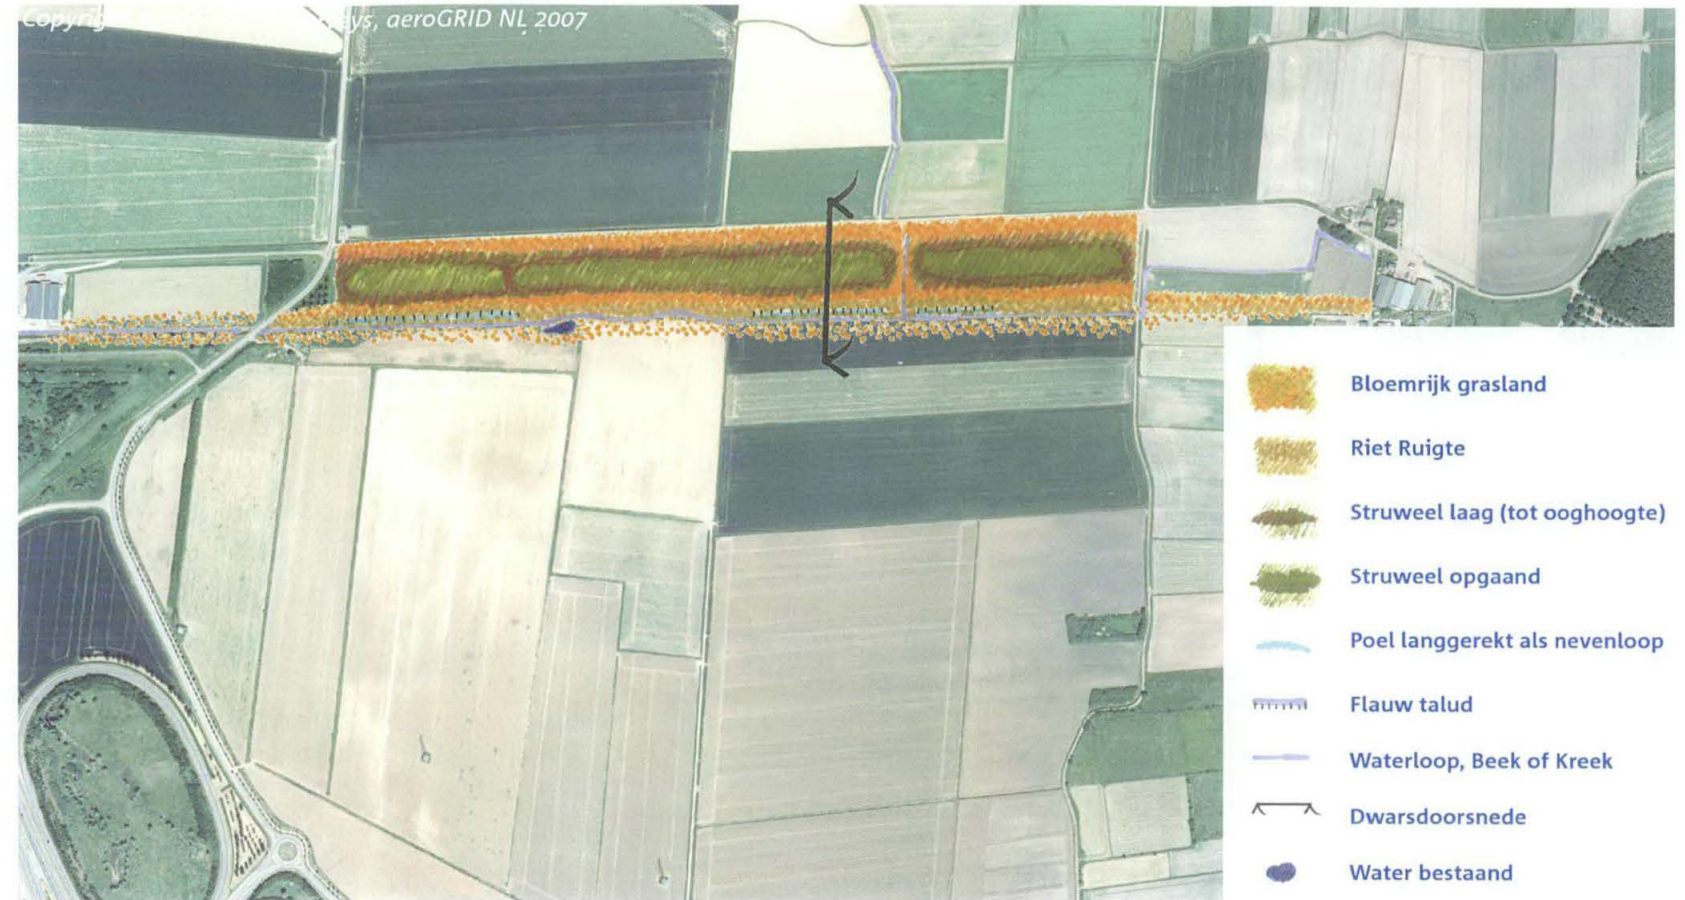 ays, aeroGRID NL 2007
Bloemrijk grasland
Riet Ruigte
Struweel laag (tot ooghoogte)
Struweel opgaand
Poel langgerekt als nevenloop
Flauw talud
Waterloop, Beek of Kreek
Dwarsdoorsnede
Water bestaand